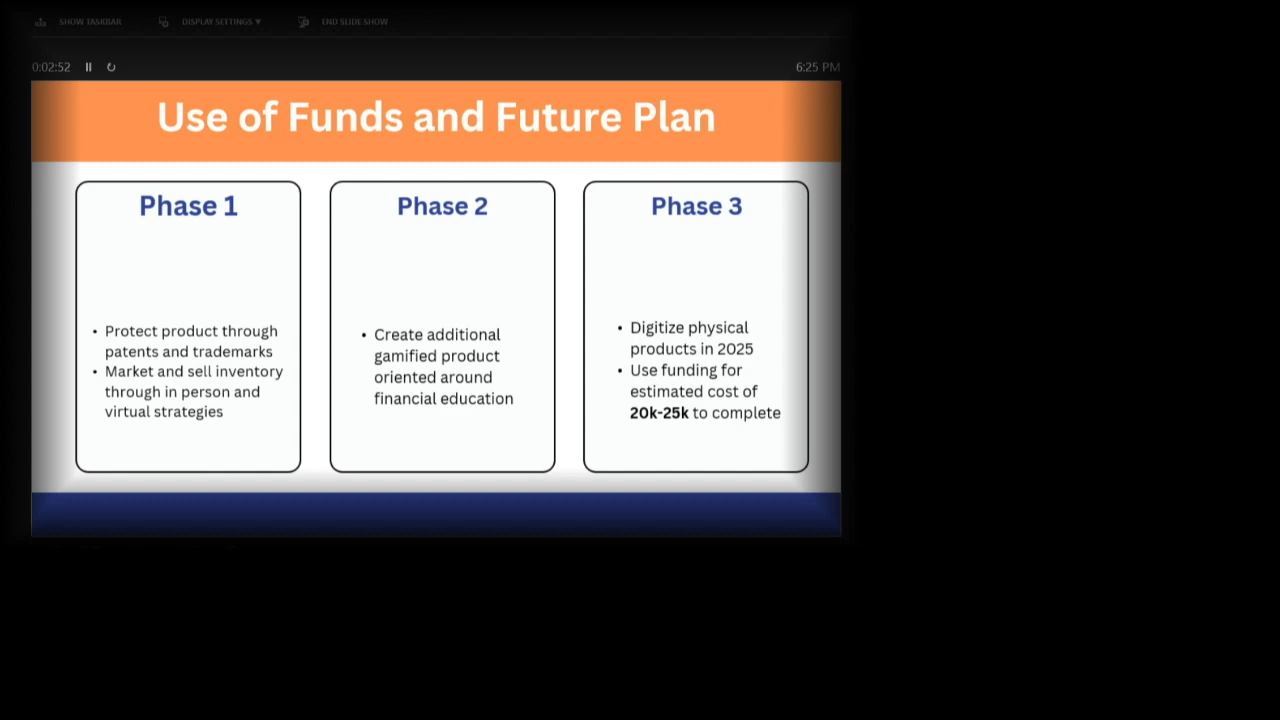 SHOW TASKBAR
DISPLAY SETTINGS ▼
END SLIDE SHOW
0:02:52
6:25 PM
Use of Funds and Future Plan
Phase 1
• Protect product through
patents and trademarks
• Market and sell inventory
through in person and
virtual strategies
Phase 2
• Create additional
gamified product
oriented around
financial education
Phase 3
• Digitize physical
products in 2025
• Use funding for
estimated cost of
20k-25k to complete